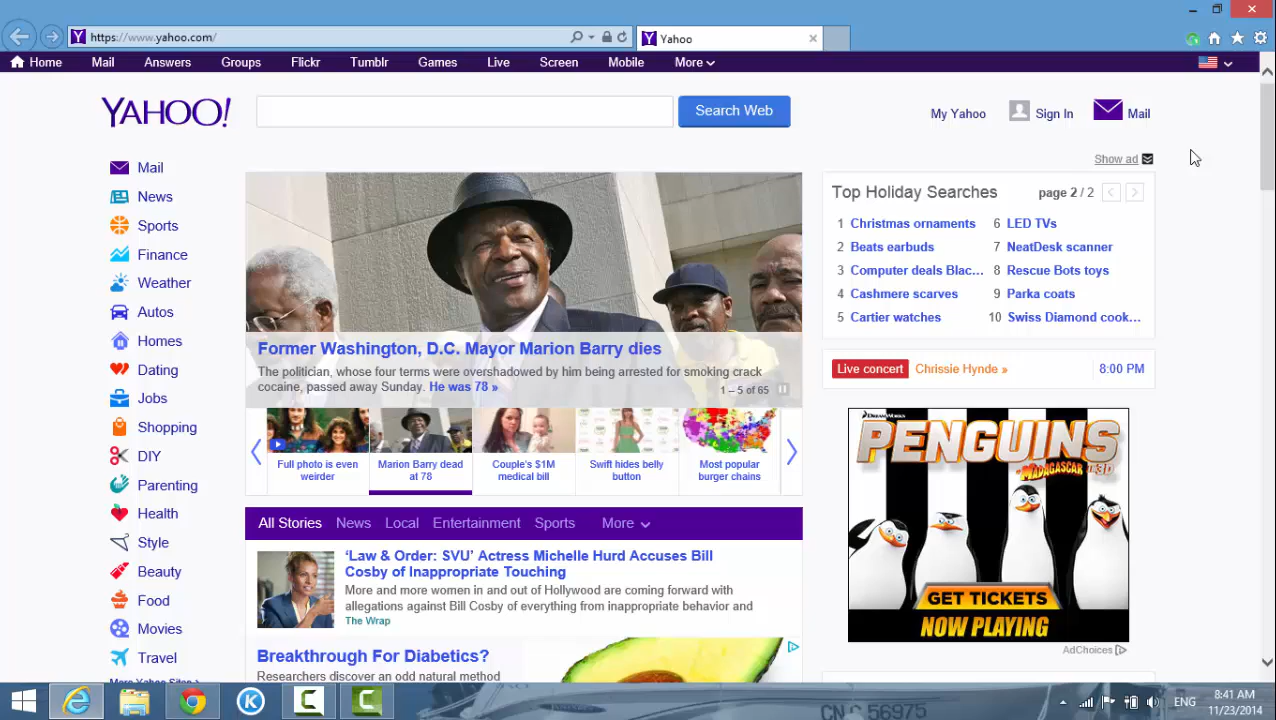 https://www.yahoo.com/
Yahoo
Home Mail Answers Groups Flickr Tumblr Games Live Screen Mobile More
YAHOO!
Search Web
My Yahoo
Sign In
Mail
Show ad
Mail
News
Sports
Finance
Weather
Autos
Homes
Dating
Jobs
Shopping
DIY
Parenting
Health
Style
Beauty
Food
Movies
Travel
More Yahoo Sites >
Former Washington, D.C. Mayor Marion Barry dies
The politician, whose four terms were overshadowed by him being arrested for smoking crack
cocaine, passed away Sunday. He was 78 »
1 – 5 of 65
Full photo is even
weirder
Marion Barry dead
at 78
Couple's $1M
medical bill
Swift hides belly
button
Most popular
burger chains
All Stories News Local Entertainment Sports More
‘Law & Order: SVU’ Actress Michelle Hurd Accuses Bill
Cosby of Inappropriate Touching
More and more women in and out of Hollywood are coming forward with
allegations against Bill Cosby of everything from inappropriate behavior and
The Wrap
Breakthrough For Diabetics?
Researchers discover an odd natural method
Top Holiday Searches
page 2 / 2
1 Christmas ornaments
2 Beats earbuds
3 Computer deals Blac...
4 Cashmere scarves
5 Cartier watches
6 LED TVs
7 NeatDesk scanner
8 Rescue Bots toys
9 Parka coats
10 Swiss Diamond cook...
Live concert Chrissie Hynde » 8:00 PM
DREAMWORKS
PENGUINS
OF MADAGASCAR IN 3D
GET TICKETS
NOW PLAYING
AdChoices
CN C 56975
ENG
8:41 AM
11/23/2014